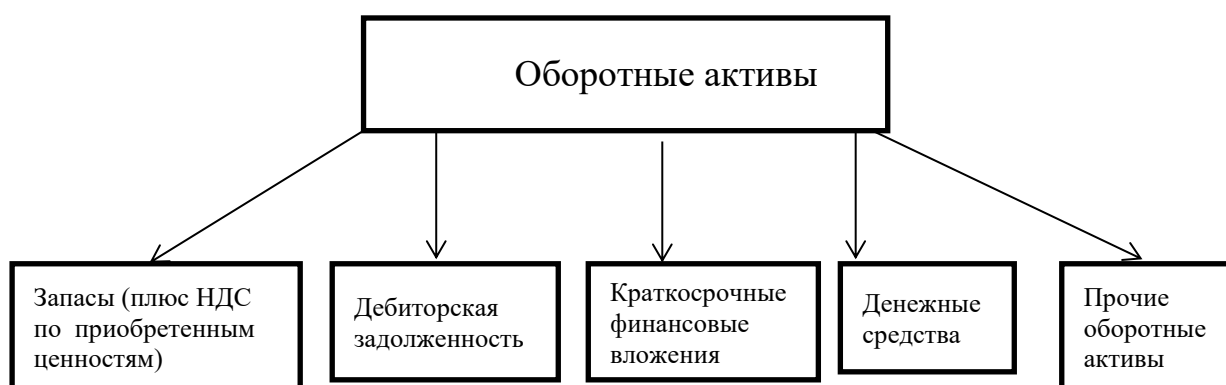 Оборотные активы
Запасы (плюс НДС
по приобретенным
ценностям)
Дебиторская
задолженность
Краткосрочные
финансовые
вложения
Денежные
средства
Прочие
оборотные
активы